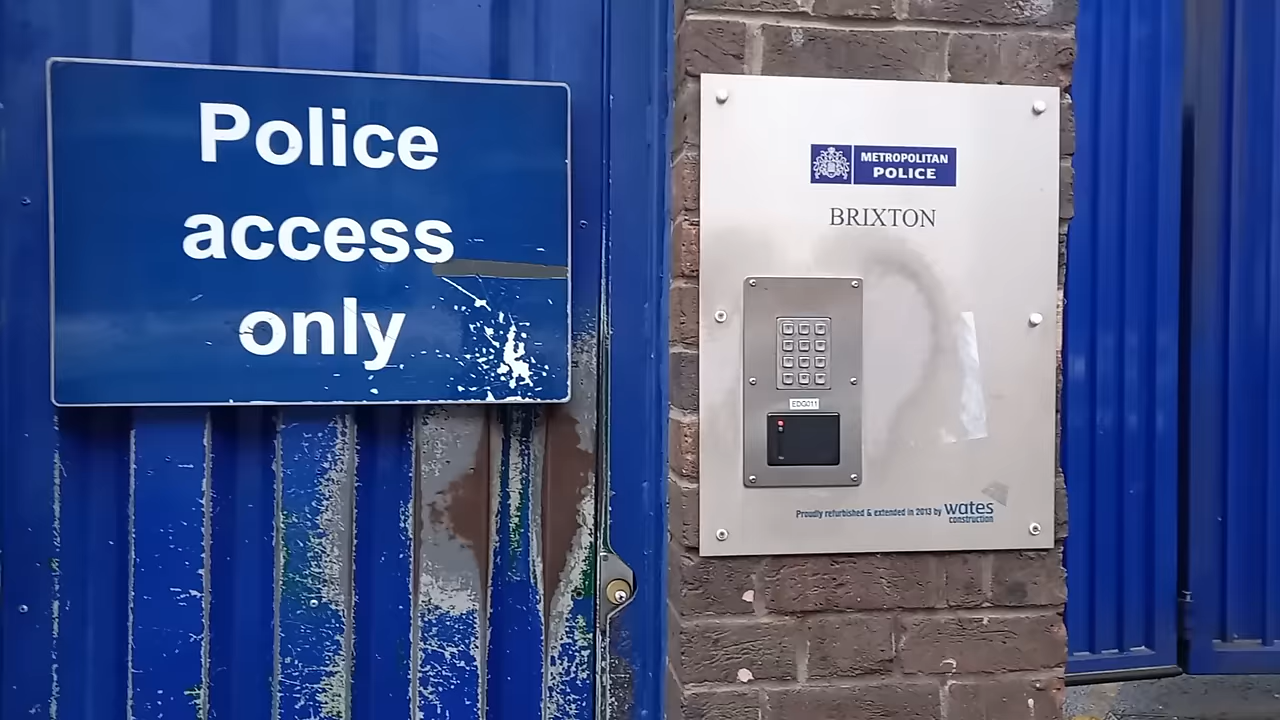 Police
access
only
METROPOLITAN
POLICE
BRIXTON
EDG011
Proudly refurbished & extended in 2013 by wates
construction